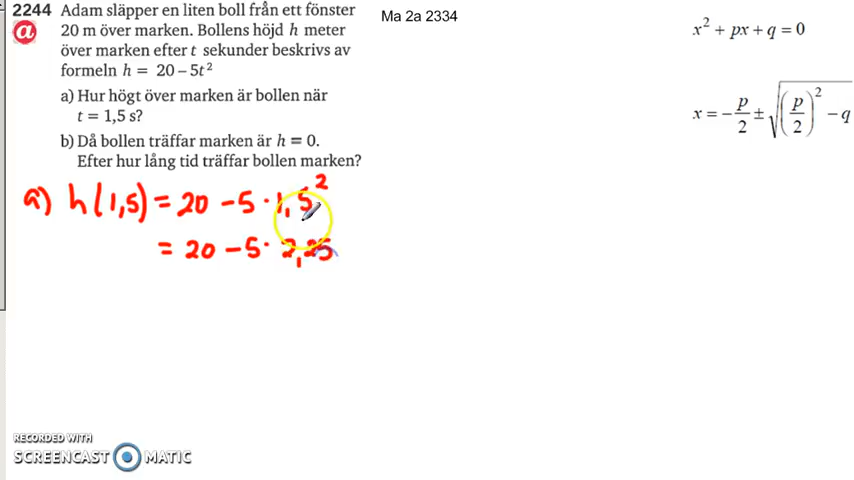 2244 Adam släpper en liten boll från ett fönster
a 20 m över marken. Bollens höjd h meter
över marken efter t sekunder beskrivs av
formeln h = 20 – 5t²
a) Hur högt över marken är bollen när
t = 1,5 s?
b) Då bollen träffar marken är h = 0.
Efter hur lång tid träffar bollen marken?
a) h(1,5) = 20 – 5 · 1,5²
= 20 – 5 · 2,25
Ma 2a 2334
x² + px + q = 0
x = –p/2 ± √((p/2)² – q
RECORDED WITH
SCREENCAST MATIC